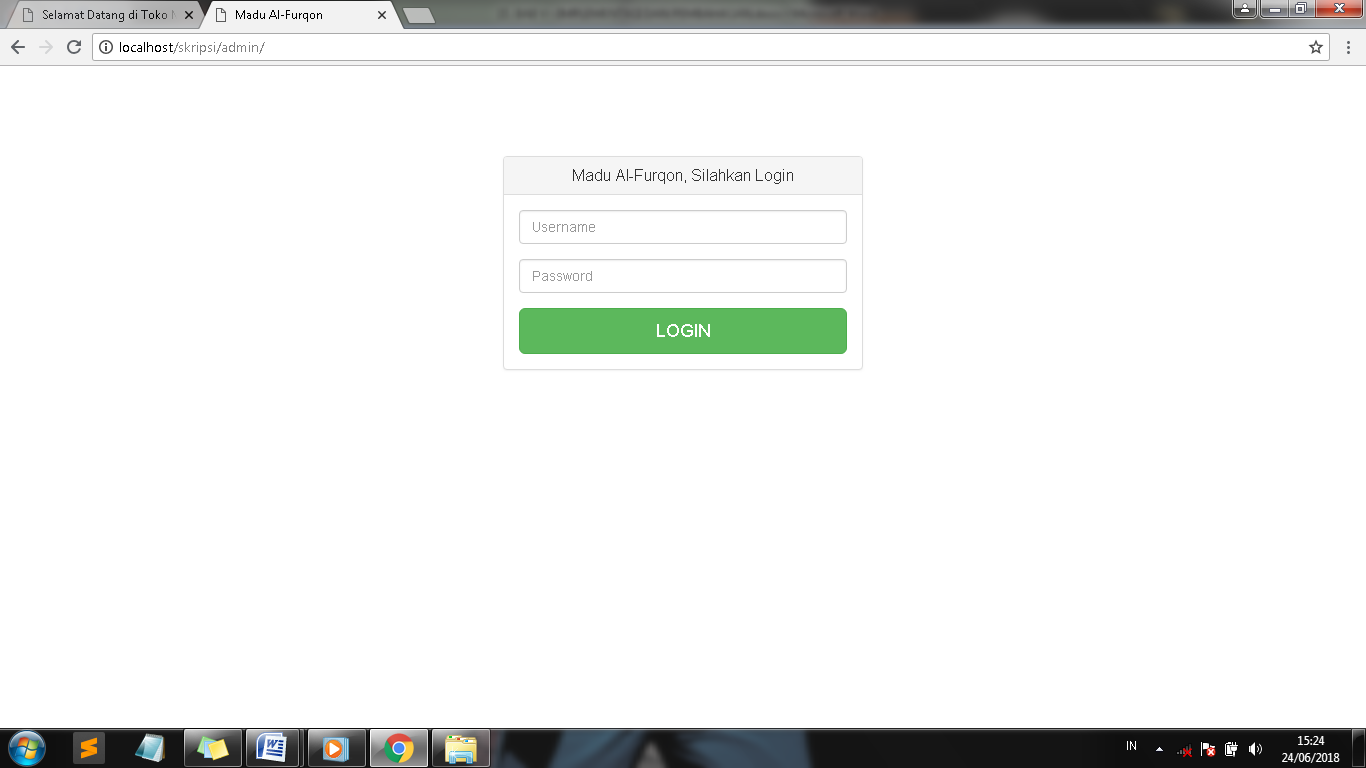 Selamat Datang di Toko
Madu Al-Furqon
localhost/skripsi/admin/
Madu Al-Furqon, Silahkan Login
Username
Password
LOGIN
IN
15:24
24/06/2018